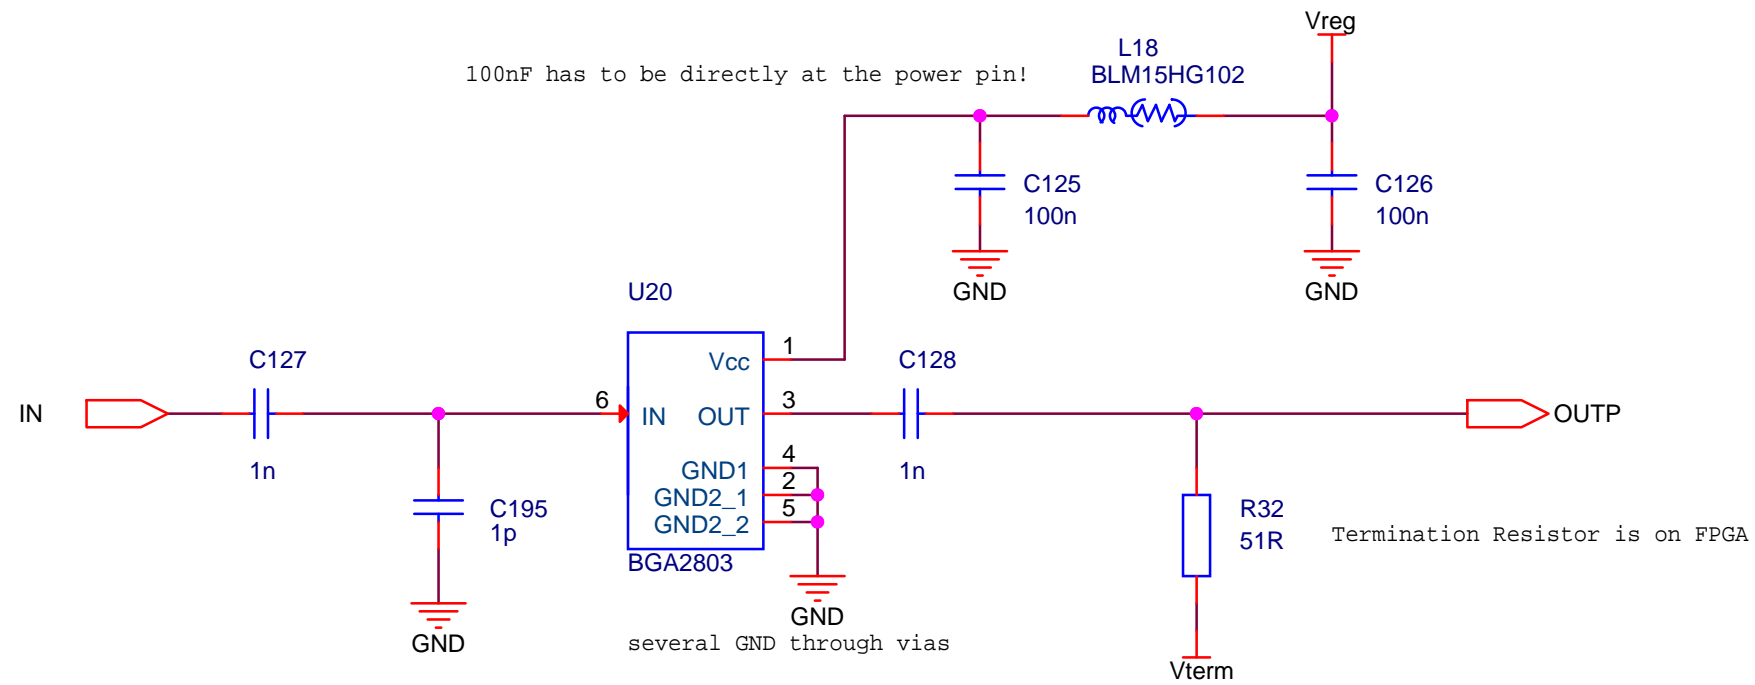 Vreg
L18
BLM15HG102
100nF has to be directly at the power pin!
C125
100n
C126
100n
GND
GND
U20
C127
1
Vcc
C128
IN
6
IN
OUT
3
OUTP
1n
GND1
4
1n
GND2_1
2
GND2_2
5
C195
1p
R32
51R
Termination Resistor is on FPGA
BGA2803
GND
GND
several GND through vias
Vterm